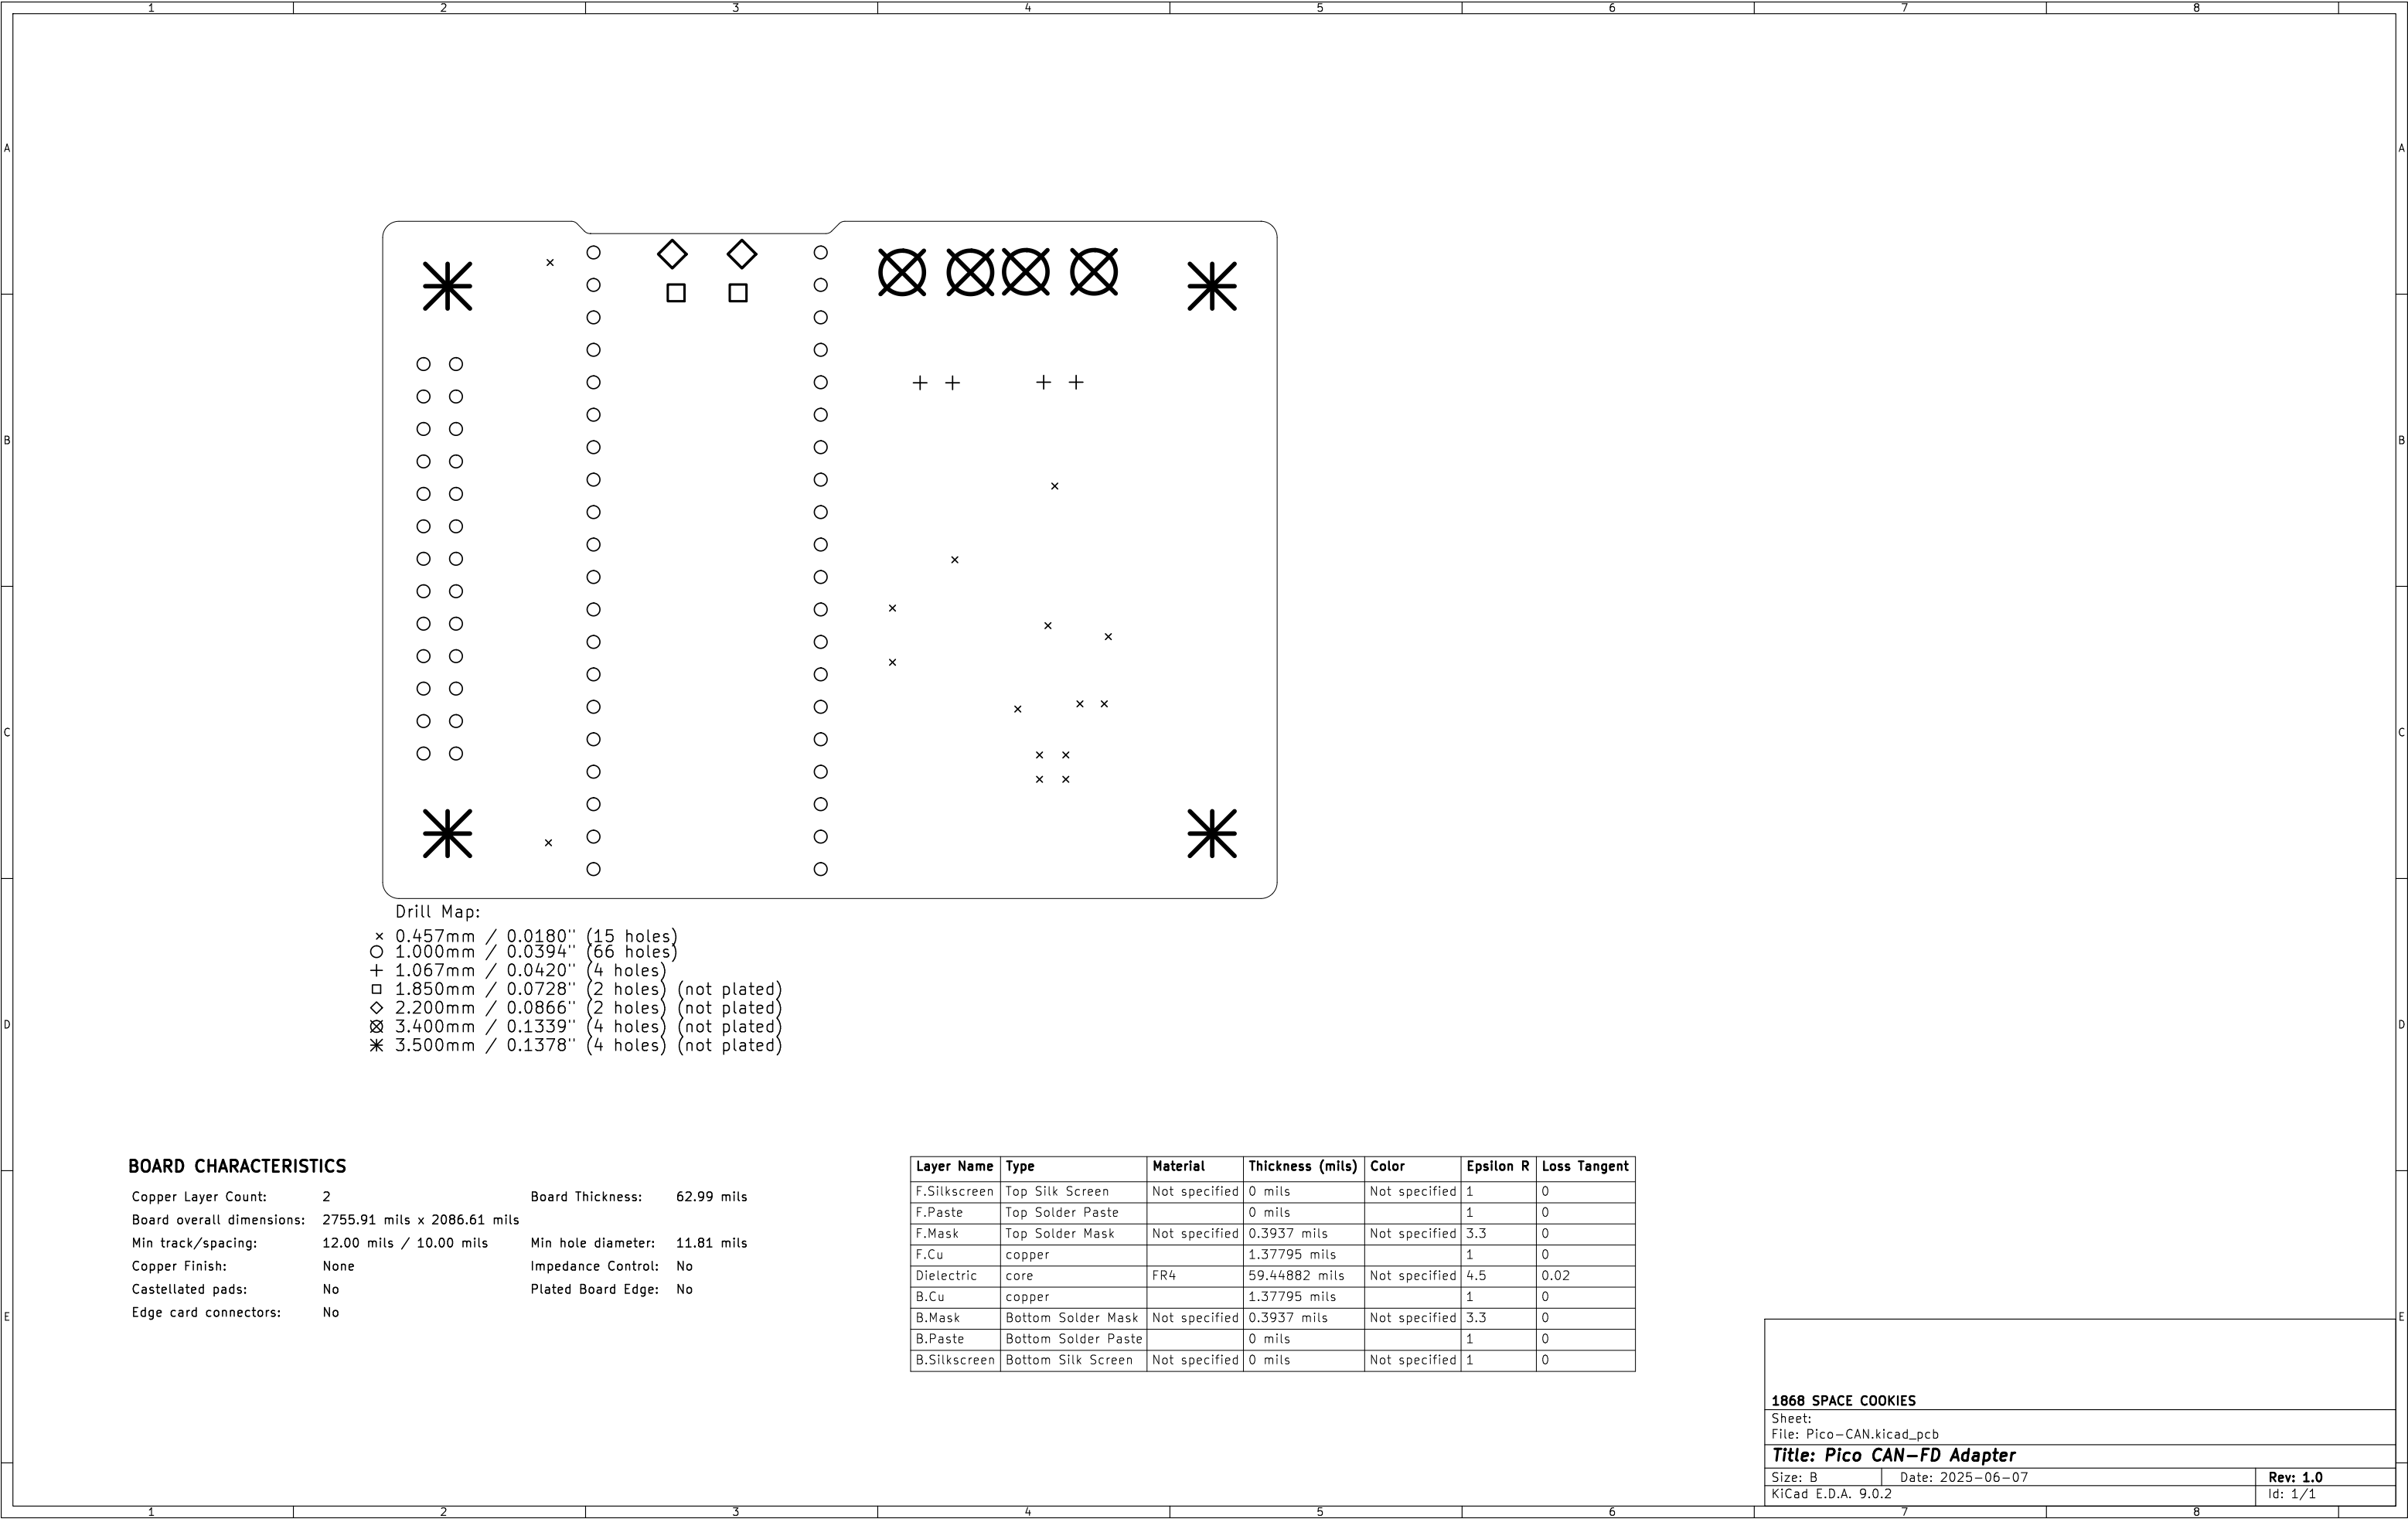 1 2 3 4 5 6 7 8
A A
B B
C C
D D
E E
Drill Map:
0.457mm / 0.0180'' (15 holes)
1.000mm / 0.0394'' (66 holes)
1.067mm / 0.0420'' (4 holes)
1.850mm / 0.0728'' (2 holes) (not plated)
2.200mm / 0.0866'' (2 holes) (not plated)
3.400mm / 0.1339'' (4 holes) (not plated)
3.500mm / 0.1378'' (4 holes) (not plated)
BOARD CHARACTERISTICS
Copper Layer Count: 2 Board Thickness: 62.99 mils
Board overall dimensions: 2755.91 mils x 2086.61 mils
Min track/spacing: 12.00 mils / 10.00 mils Min hole diameter: 11.81 mils
Copper Finish: None Impedance Control: No
Castellated pads: No Plated Board Edge: No
Edge card connectors: No
Layer Name Type Material Thickness (mils) Color Epsilon R Loss Tangent
F.Silkscreen Top Silk Screen Not specified 0 mils Not specified 1 0
F.Paste Top Solder Paste 0 mils 1 0
F.Mask Top Solder Mask Not specified 0.3937 mils Not specified 3.3 0
F.Cu copper 1.37795 mils 1 0
Dielectric core FR4 59.44882 mils Not specified 4.5 0.02
B.Cu copper 1.37795 mils 1 0
B.Mask Bottom Solder Mask Not specified 0.3937 mils Not specified 3.3 0
B.Paste Bottom Solder Paste 0 mils 1 0
B.Silkscreen Bottom Silk Screen Not specified 0 mils Not specified 1 0
1868 SPACE COOKIES
Sheet:
File: Pico-CAN.kicad_pcb
Title: Pico CAN-FD Adapter
Size: B Date: 2025-06-07 Rev: 1.0
KiCad E.D.A. 9.0.2 Id: 1/1
1 2 3 4 5 6 7 8